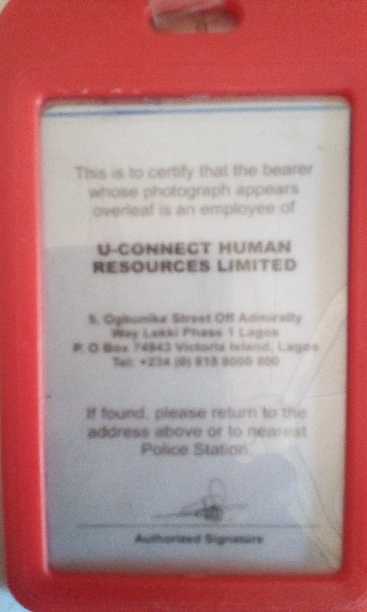 This is to certify that the bearer
whose photograph appears
overleaf is an employee of
U-CONNECT HUMAN
RESOURCES LIMITED
5, Ogbunike Street Off Admiralty
Way Lekki Phase 1 Lagos
P. O Box 74943 Victoria Island, Lagos
Tel: +234 (0) 818 8000 800
If found, please return to the
address above or to nearest
Police Station.
Authorized Signature